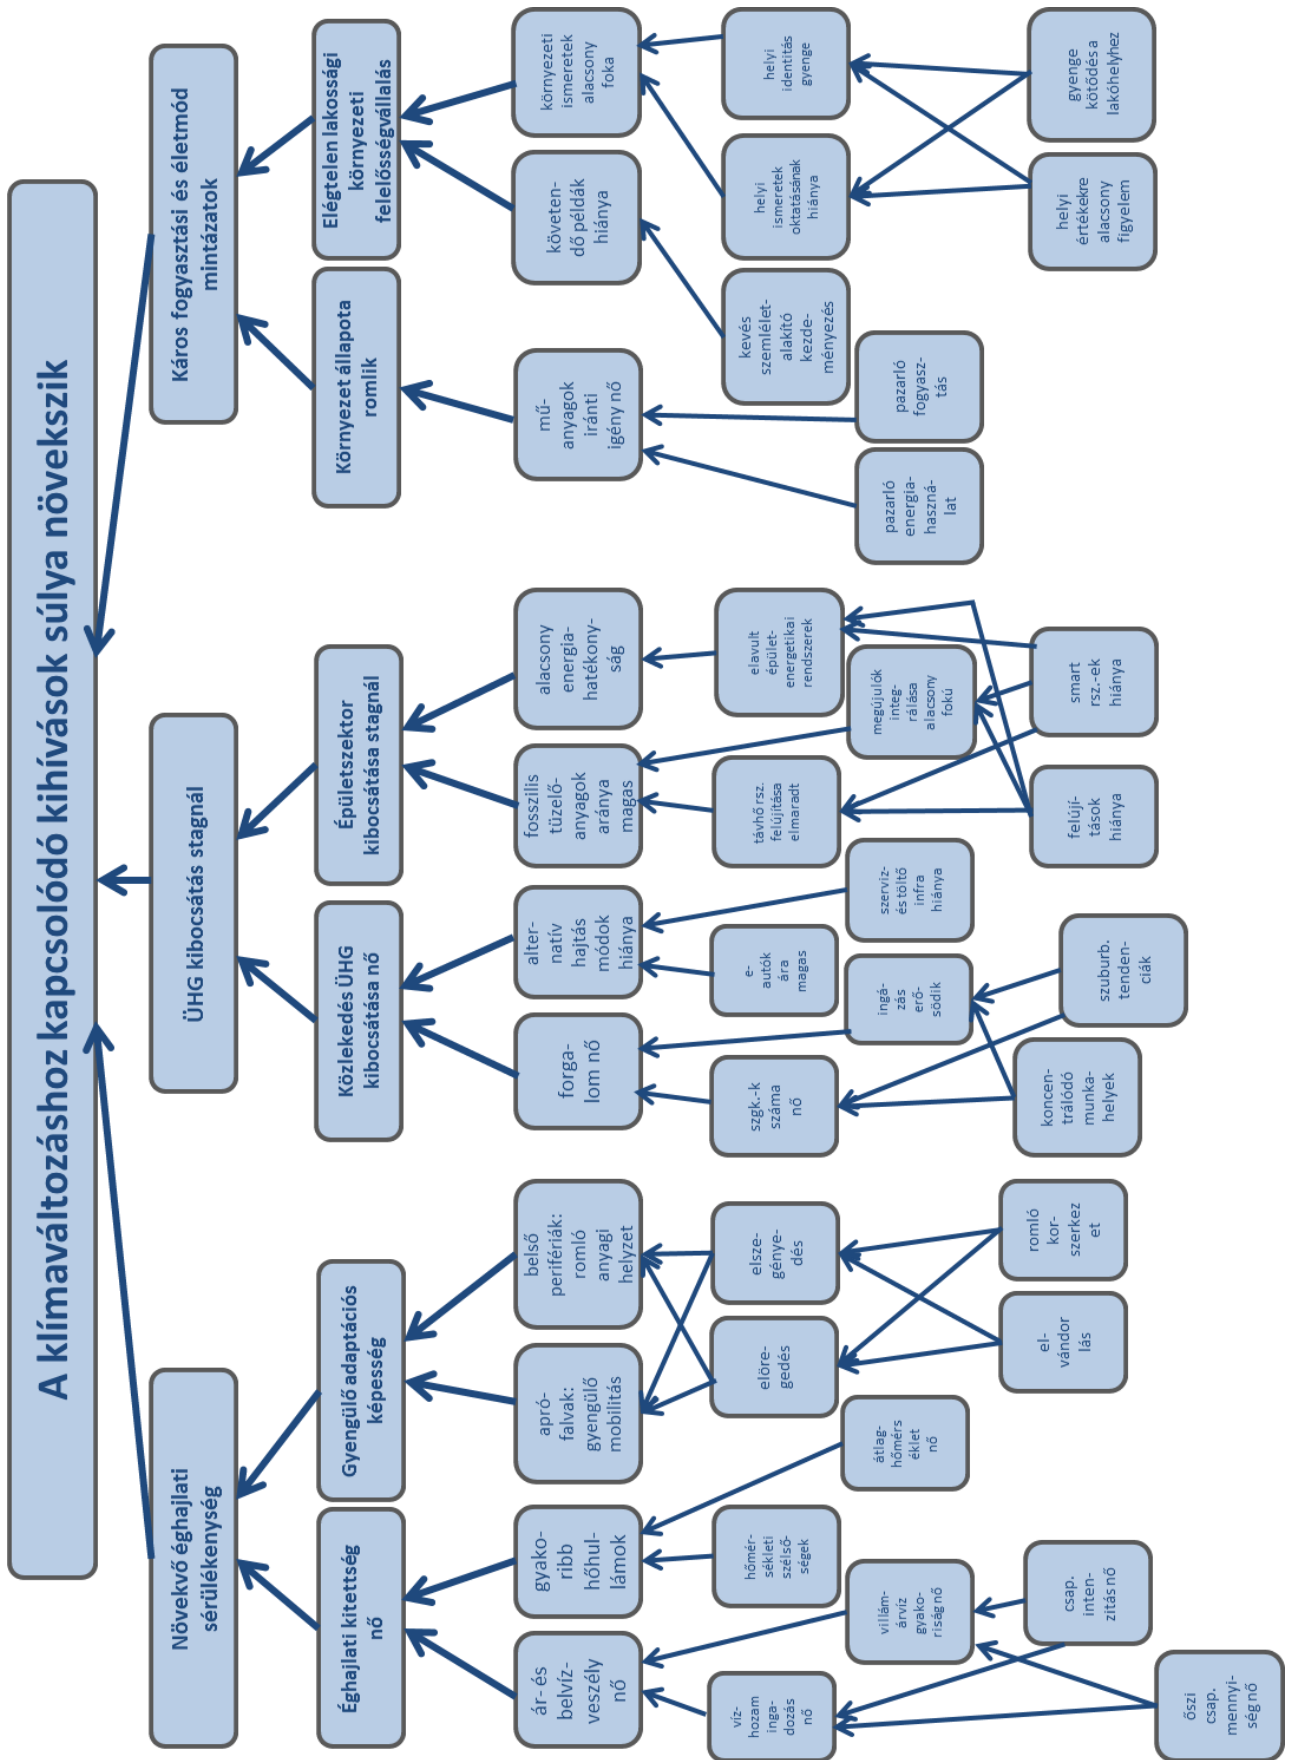 A klímaváltozáshoz kapcsolódó kihívások súlya növekszik
Növekvő éghajlati
sérülékenység
ÜHG kibocsátás stagnál
Káros fogyasztási és életmód
mintázatok
Éghajlati kitettség
nő
Gyengülő adaptációs
képesség
Közlekedés ÜHG
kibocsátása nő
Épületszektor
kibocsátása stagnál
Környezet állapota
romlik
Elégtelen lakossági
környezeti
felelősségvállalás
ár- és
belvíz-
veszély
nő
gyako-
ribb
hőhul-
lámok
apró-
falvak:
gyengülő
mobilitás
belső
perifériák:
romló
anyagi
helyzet
forga-
lom nő
alter-
natív
hajtás
módok
hiánya
fosszilis
tüzelő-
anyagok
aránya
magas
alacsony
energia-
hatékony-
ság
mű-
anyagok
iránti
igény nő
követen-
dő példák
hiánya
környezeti
ismeretek
alacsony
foka
víz-
hozam
inga-
dozás
nő
villám-
árvíz
gyako-
riság nő
hőmér-
sékleti
szélső-
ségek
átlag-
hőmérs
éklet
nő
előre-
gedés
elsze-
génye-
dés
szgk.-k
száma
nő
ingá-
zás
erő-
södik
e-
autók
ára
magas
szerviz-
és töltő
infra
hiánya
távhő rsz.
felújítása
elmaradt
megújulók
integ-
rálása
alacsony
fokú
elavult
épület-
energetikai
rendszerek
pazarló
energia-
haszná-
lat
pazarló
fogyasz-
tás
kevés
szemlélet-
alakító
kezde-
ményezés
helyi
ismeretek
oktatásának
hiánya
helyi
identitás
gyenge
őszi
csap.
mennyi-
ség nő
csap.
inten-
zitás nő
el-
vándor
lás
romló
kor-
szerkez
et
koncen-
trálódó
munka-
helyek
szuburb.
tenden-
ciák
felújí-
tások
hiánya
smart
rsz.-ek
hiánya
helyi
értékekre
alacsony
figyelem
gyenge
kötődés a
lakóhelyhez